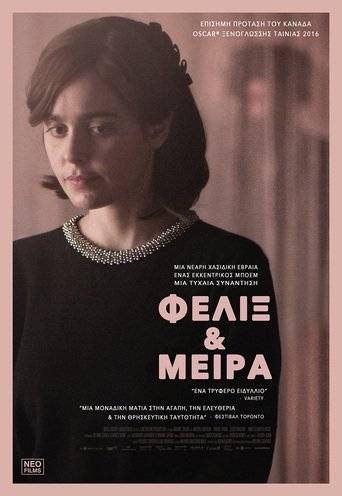 ΕΠΙΣΗΜΗ ΠΡΟΤΑΣΗ ΤΟΥ ΚΑΝΑΔΑ
OSCAR® ΞΕΝΟΓΛΩΣΣΗΣ ΤΑΙΝΙΑΣ 2016
ΜΙΑ ΝΕΑΡΗ ΧΑΣΙΔΙΚΗ ΕΒΡΑΙΑ
ΕΝΑΣ ΕΚΚΕΝΤΡΙΚΟΣ ΜΠΟΕΜ
ΜΙΑ ΤΥΧΑΙΑ ΣΥΝΑΝΤΗΣΗ
ΦΕΛΙΞ
&
ΜΕΙΡΑ
"ΕΝΑ ΤΡΥΦΕΡΟ ΕΙΔΥΛΛΙΟ"
- VARIETY
"ΜΙΑ ΜΟΝΑΔΙΚΗ ΜΑΤΙΑ ΣΤΗΝ ΑΓΑΠΗ, ΤΗΝ ΕΛΕΥΘΕΡΙΑ
& ΤΗΝ ΘΡΗΣΚΕΥΤΙΚΗ ΤΑΥΤΟΤΗΤΑ" - ΦΕΣΤΙΒΑΛ ΤΟΡΟΝΤΟ
NEO
FILMS